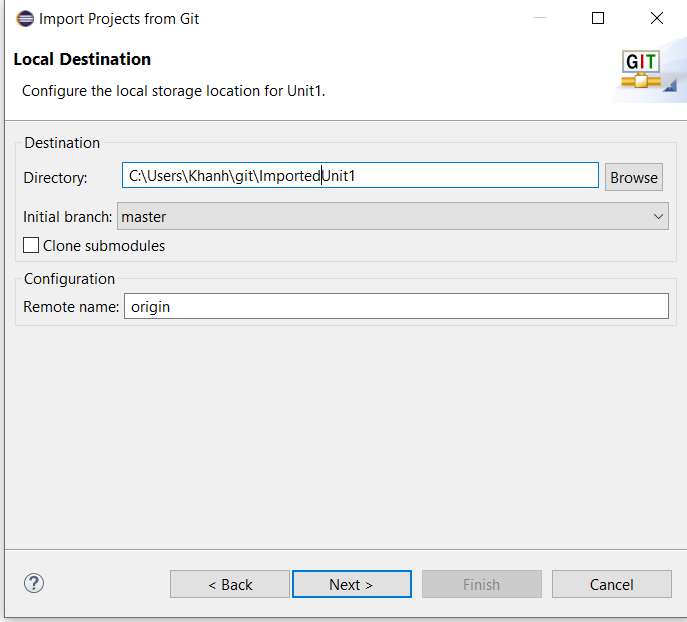 Import Projects from Git
Local Destination
GIT
Configure the local storage location for Unit1.
Destination
Directory: C:\Users\Khanh\git\ImportedUnit1 Browse
Initial branch: master
Clone submodules
Configuration
Remote name: origin
? < Back Next > Finish Cancel